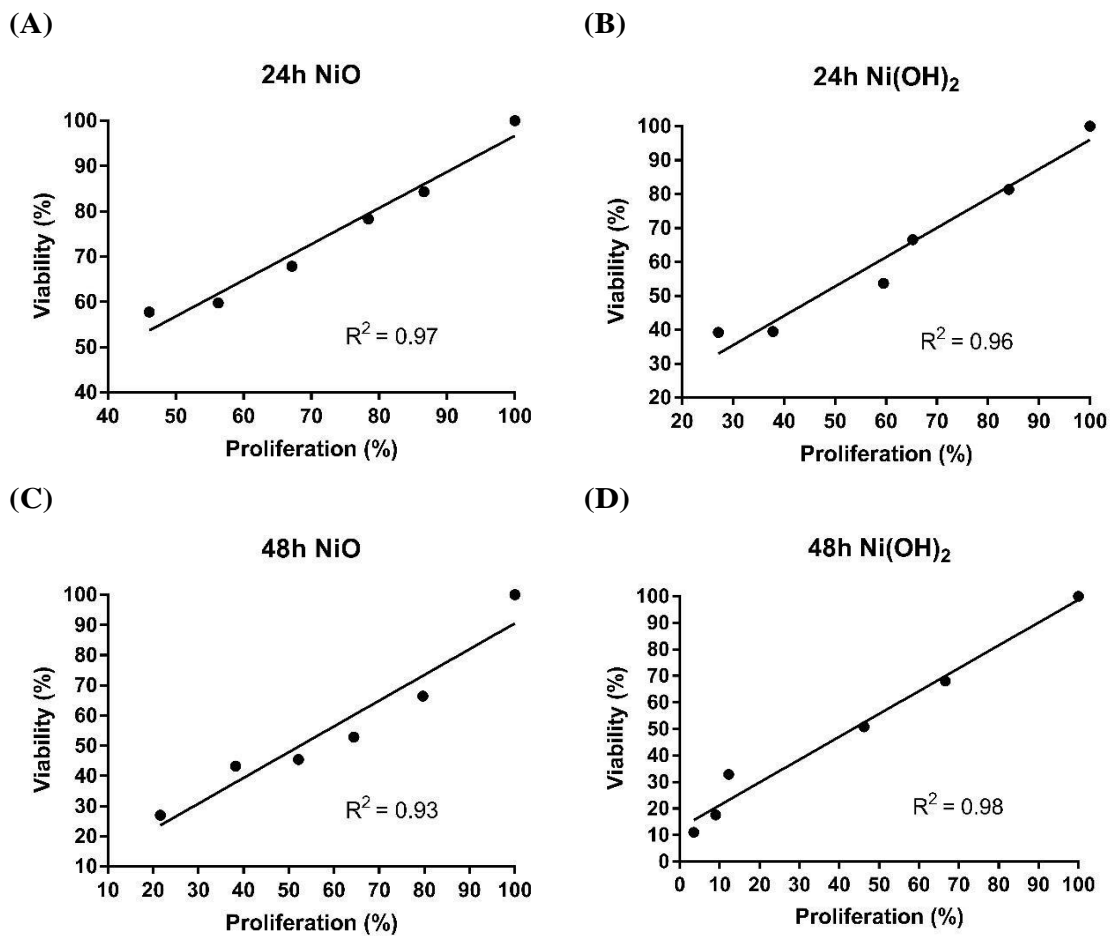 (A)
24h NiO
Viability (%)
100
90
80
70
60
50
40
R² = 0.97
40 50 60 70 80 90 100
Proliferation (%)
(B)
24h Ni(OH)₂
Viability (%)
100
90
80
70
60
50
40
30
20
R² = 0.96
20 30 40 50 60 70 80 90 100
Proliferation (%)
(C)
48h NiO
Viability (%)
100
90
80
70
60
50
40
30
20
10
R² = 0.93
10 20 30 40 50 60 70 80 90 100
Proliferation (%)
(D)
48h Ni(OH)₂
Viability (%)
100
90
80
70
60
50
40
30
20
10
0
R² = 0.98
0 10 20 30 40 50 60 70 80 90 100
Proliferation (%)